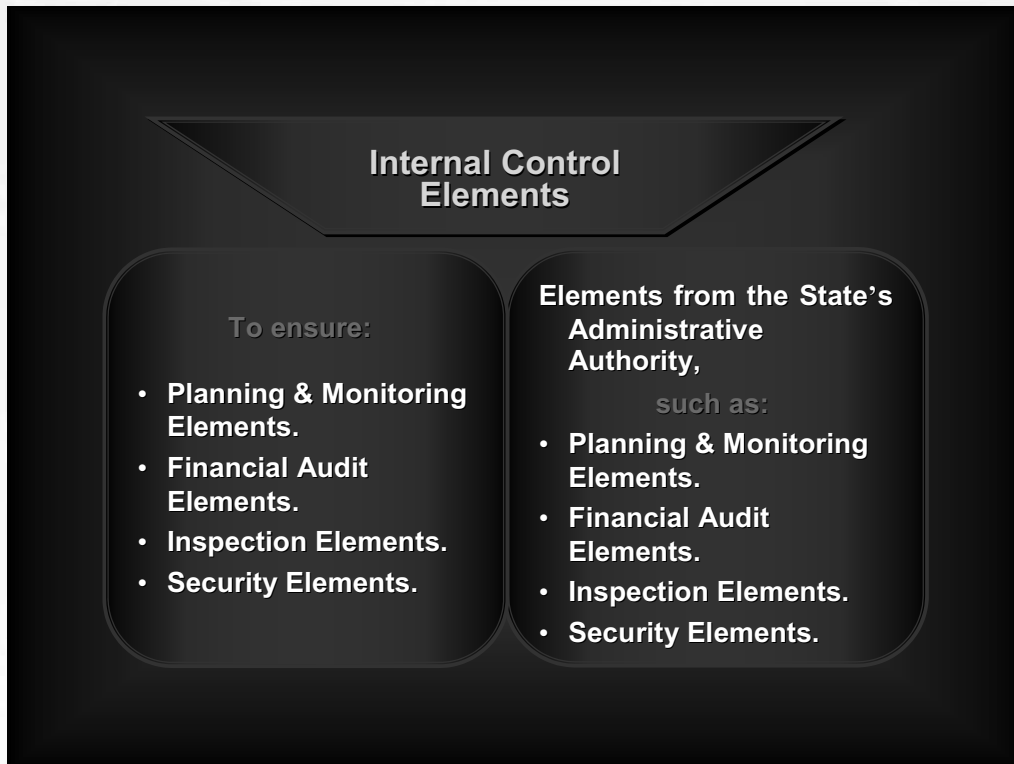 Internal Control
Elements
To ensure:
• Planning & Monitoring
Elements.
• Financial Audit
Elements.
• Inspection Elements.
• Security Elements.
Elements from the State’s
Administrative
Authority,
such as:
• Planning & Monitoring
Elements.
• Financial Audit
Elements.
• Inspection Elements.
• Security Elements.